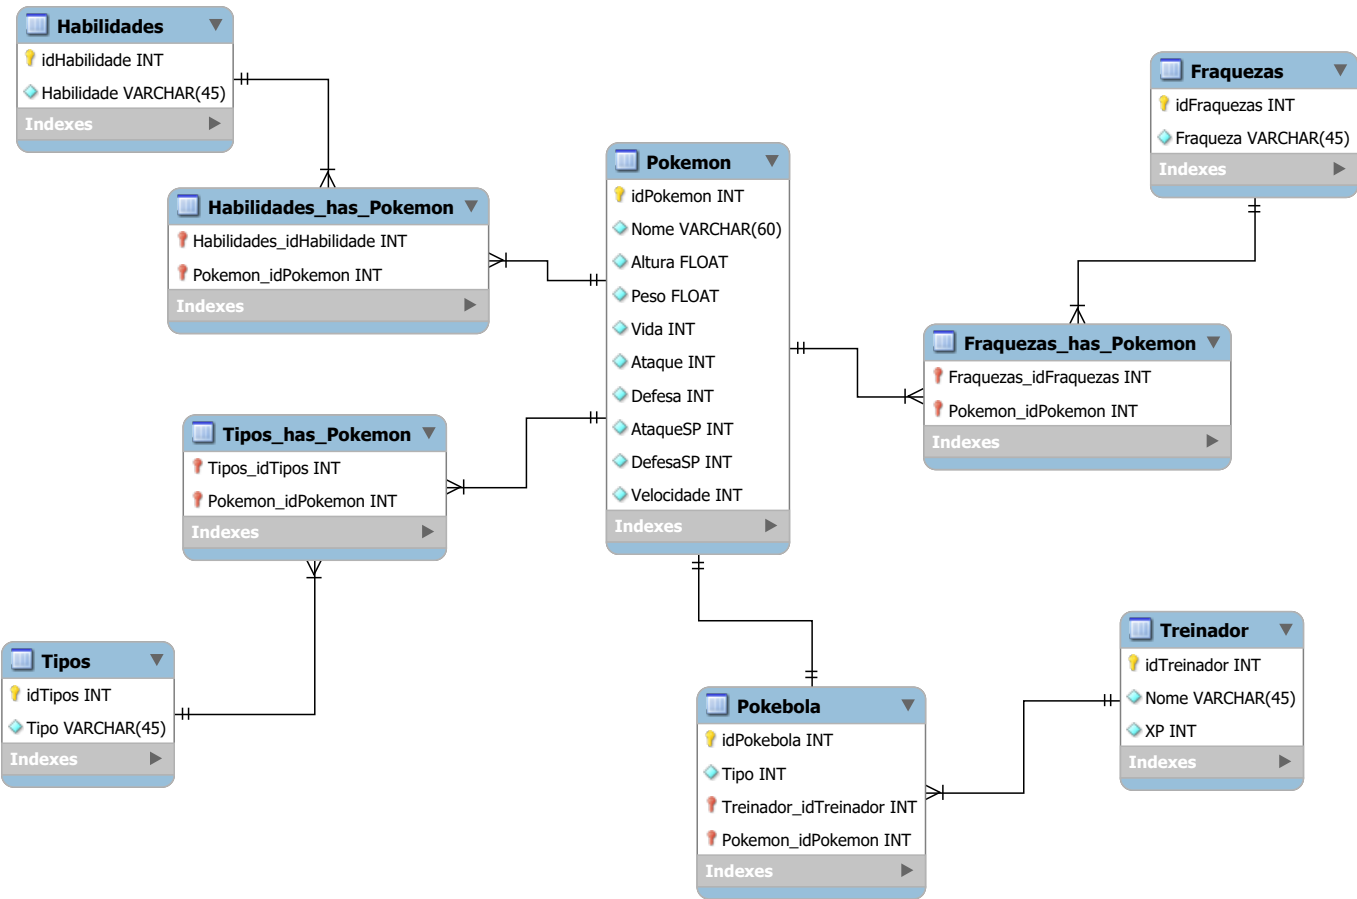 Habilidades
idHabilidade INT
Habilidade VARCHAR(45)
Indexes
Fraquezas
idFraquezas INT
Fraqueza VARCHAR(45)
Indexes
Pokemon
idPokemon INT
Nome VARCHAR(60)
Altura FLOAT
Peso FLOAT
Vida INT
Ataque INT
Defesa INT
AtaqueSP INT
DefesaSP INT
Velocidade INT
Indexes
Habilidades_has_Pokemon
Habilidades_idHabilidade INT
Pokemon_idPokemon INT
Indexes
Fraquezas_has_Pokemon
Fraquezas_idFraquezas INT
Pokemon_idPokemon INT
Indexes
Tipos_has_Pokemon
Tipos_idTipos INT
Pokemon_idPokemon INT
Indexes
Tipos
idTipos INT
Tipo VARCHAR(45)
Indexes
Pokebola
idPokebola INT
Tipo INT
Treinador_idTreinador INT
Pokemon_idPokemon INT
Indexes
Treinador
idTreinador INT
Nome VARCHAR(45)
XP INT
Indexes